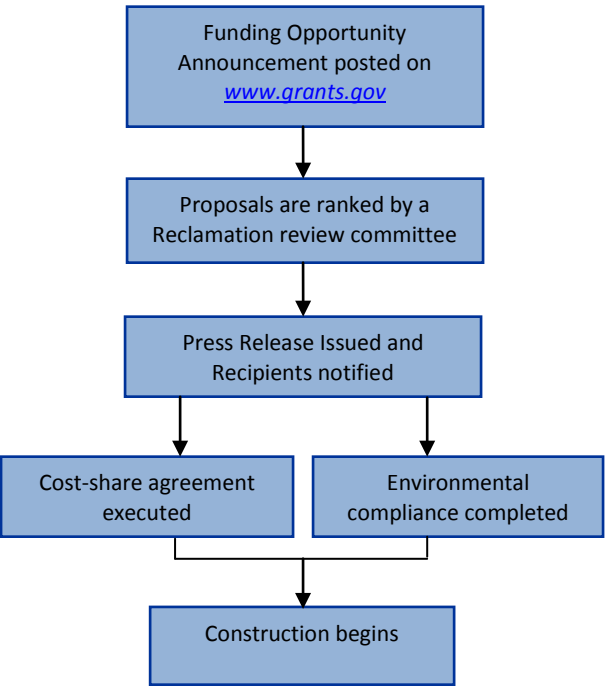 Funding Opportunity
Announcement posted on
www.grants.gov
Proposals are ranked by a
Reclamation review committee
Press Release Issued and
Recipients notified
Cost-share agreement
executed
Environmental
compliance completed
Construction begins